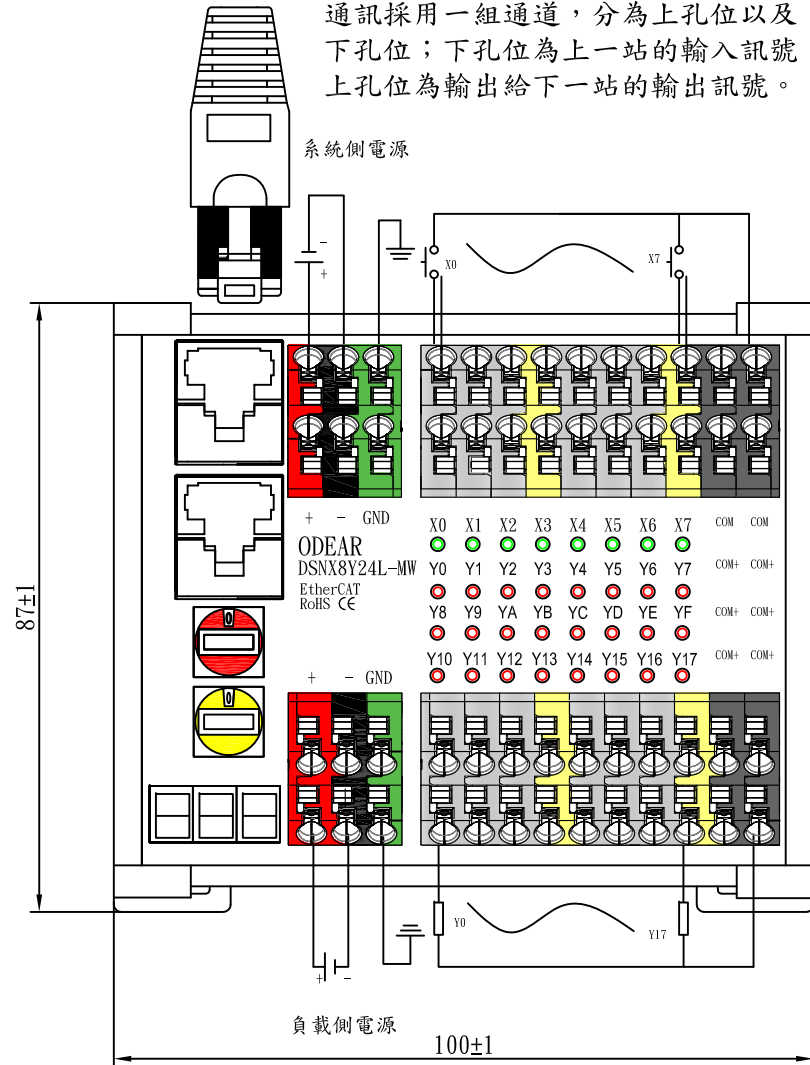 通訊採用一組通道，分為上孔位以及
下孔位；下孔位為上一站的輸入訊號
上孔位為輸出給下一站的輸出訊號。
系統側電源
－
+
X0
X7
+ － GND
X0 X1 X2 X3 X4 X5 X6 X7 COM COM
ODEAR
DSNX8Y24L-MW
EtherCAT
RoHS CE
Y0 Y1 Y2 Y3 Y4 Y5 Y6 Y7 COM+ COM+
Y8 Y9 YA YB YC YD YE YF COM+ COM+
Y10 Y11 Y12 Y13 Y14 Y15 Y16 Y17 COM+ COM+
+ － GND
0
0
87±1
Y0
Y17
+ －
負載側電源
100±1